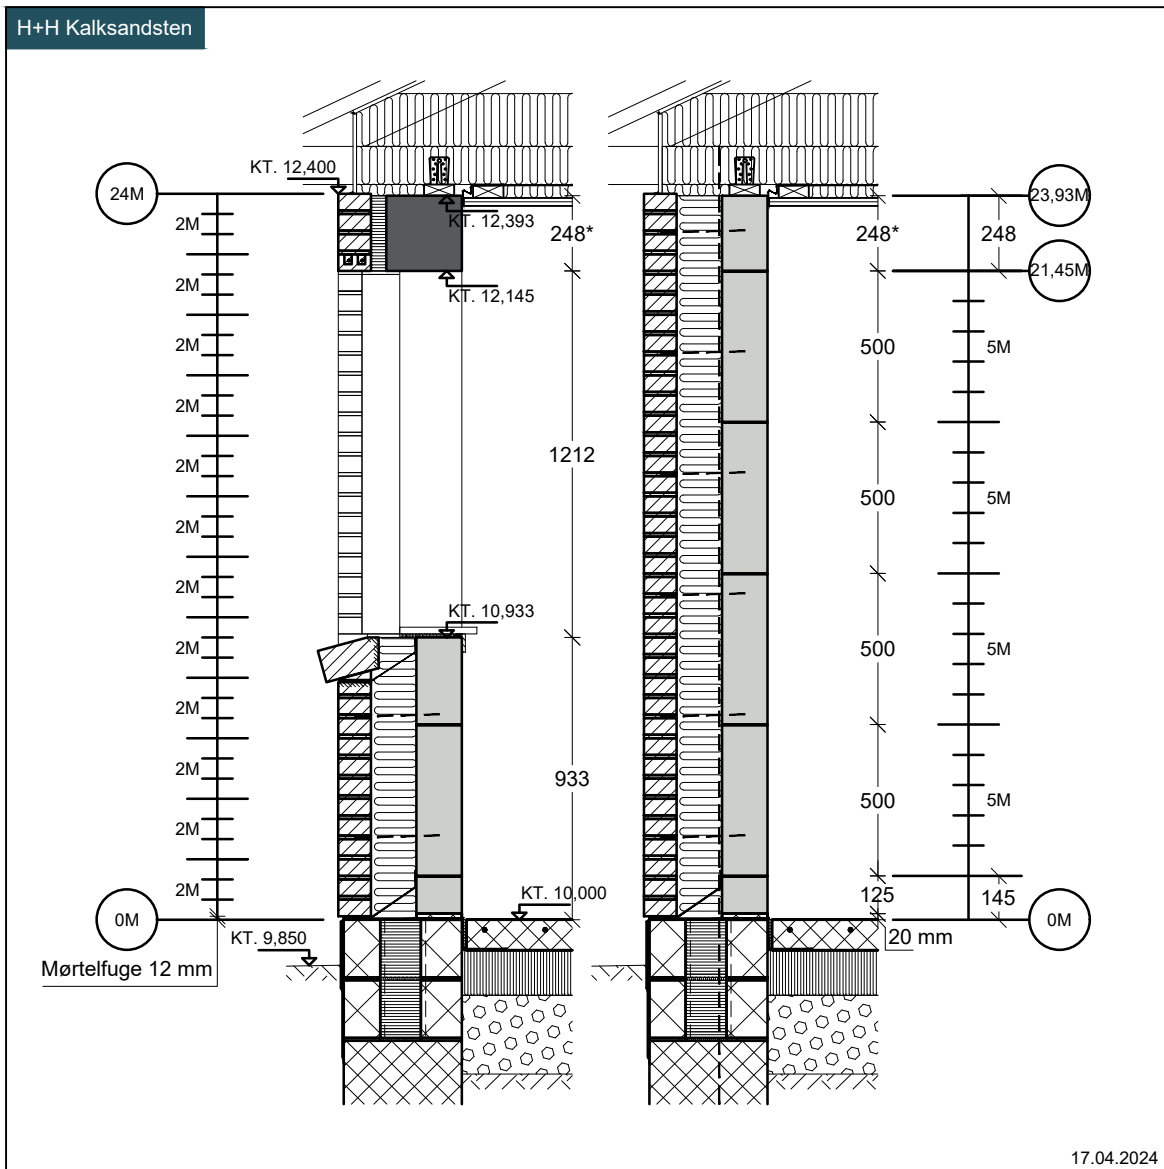 H+H Kalksandsten
KT. 12,400
24M
23,93M
2M
KT. 12,393
248*
248*
248
KT. 12,145
21,45M
2M
2M
500
5M
2M
1212
2M
500
5M
2M
2M
KT. 10,933
2M
500
5M
2M
2M
933
500
5M
2M
2M
125
145
KT. 10,000
0M
0M
KT. 9,850
20 mm
Mørtelfuge 12 mm
17.04.2024